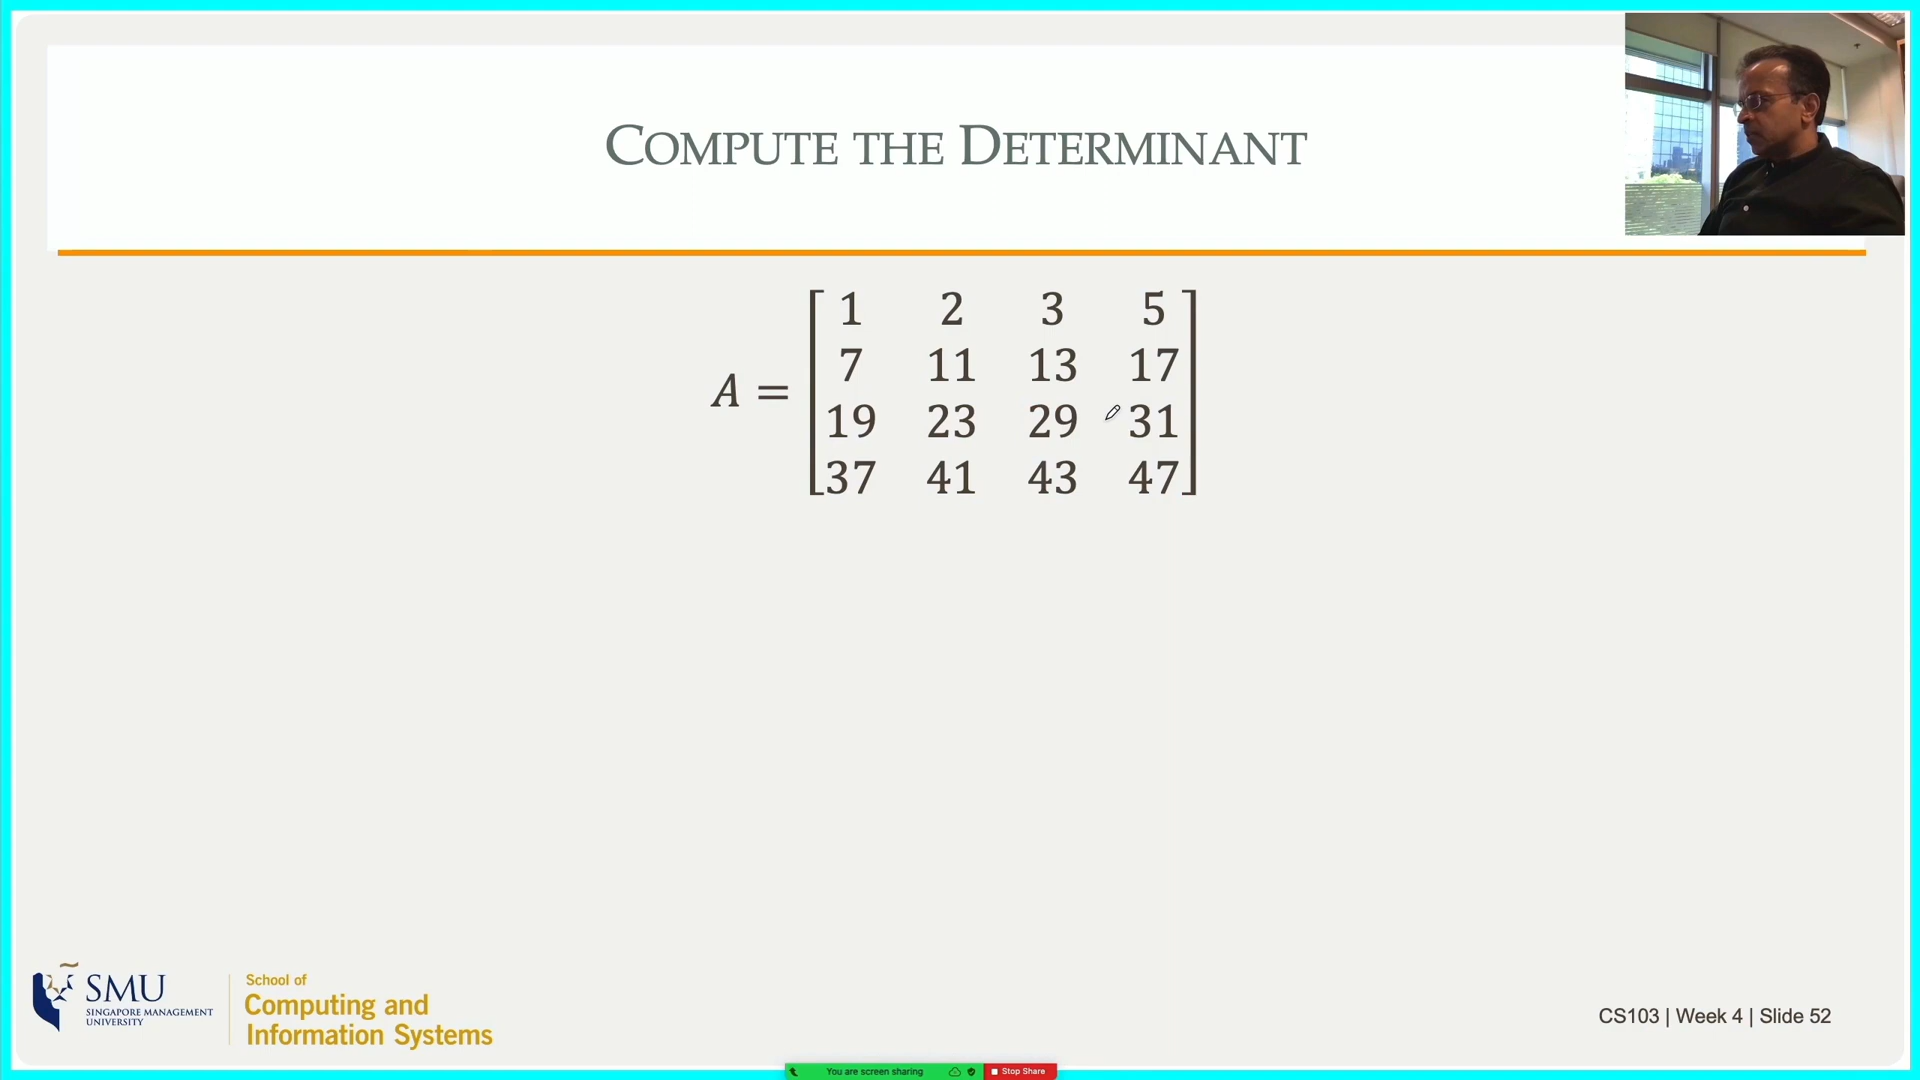 COMPUTE THE DETERMINANT
A = [1 2 3 5
7 11 13 17
19 23 29 31
37 41 43 47]
SMU
SINGAPORE MANAGEMENT
UNIVERSITY
School of
Computing and
Information Systems
CS103 | Week 4 | Slide 52
You are screen sharing
Stop Share